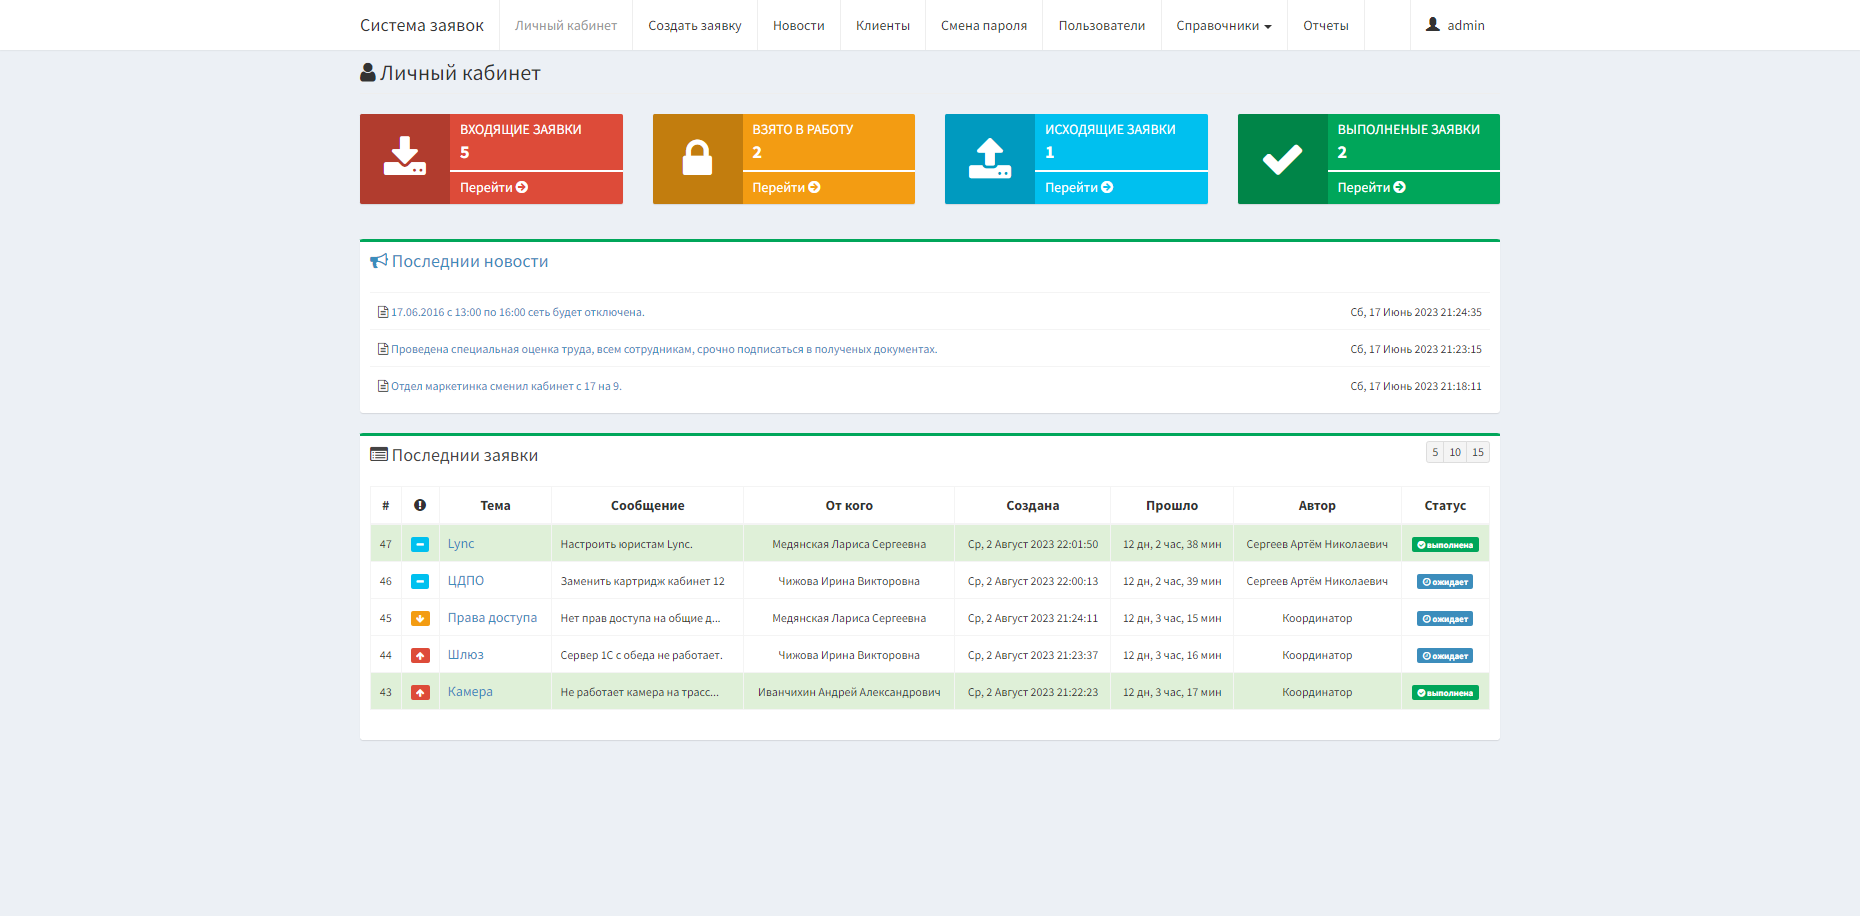 Система заявок Личный кабинет Создать заявку Новости Клиенты Смена пароля Пользователи Справочники Отчеты admin
Личный кабинет
ВХОДЯЩИЕ ЗАЯВКИ
5
Перейти
ВЗЯТО В РАБОТУ
2
Перейти
ИСХОДЯЩИЕ ЗАЯВКИ
1
Перейти
ВЫПОЛНЕНЫЕ ЗАЯВКИ
2
Перейти
Последнии новости
17.06.2016 с 13:00 по 16:00 сеть будет отключена. Сб, 17 Июнь 2023 21:24:35
Проведена специальная оценка труда, всем сотрудникам, срочно подписаться в полученых документах. Сб, 17 Июнь 2023 21:23:15
Отдел маркетинка сменил кабинет с 17 на 9. Сб, 17 Июнь 2023 21:18:11
Последнии заявки 5 10 15
# Тема Сообщение От кого Создана Прошло Автор Статус
47 Lync Настроить юристам Lync. Медянская Лариса Сергеевна Ср, 2 Август 2023 22:01:50 12 дн, 2 час, 38 мин Сергеев Артём Николаевич выполнена
46 ЦДПО Заменить картридж кабинет 12 Чижова Ирина Викторовна Ср, 2 Август 2023 22:00:13 12 дн, 2 час, 39 мин Сергеев Артём Николаевич ожидает
45 Права доступа Нет прав доступа на общие д... Медянская Лариса Сергеевна Ср, 2 Август 2023 21:24:11 12 дн, 3 час, 15 мин Координатор ожидает
44 Шлюз Сервер 1С с обеда не работает. Чижова Ирина Викторовна Ср, 2 Август 2023 21:23:37 12 дн, 3 час, 16 мин Координатор ожидает
43 Камера Не работает камера на трасс... Иванчихин Андрей Александрович Ср, 2 Август 2023 21:22:23 12 дн, 3 час, 17 мин Координатор выполнена